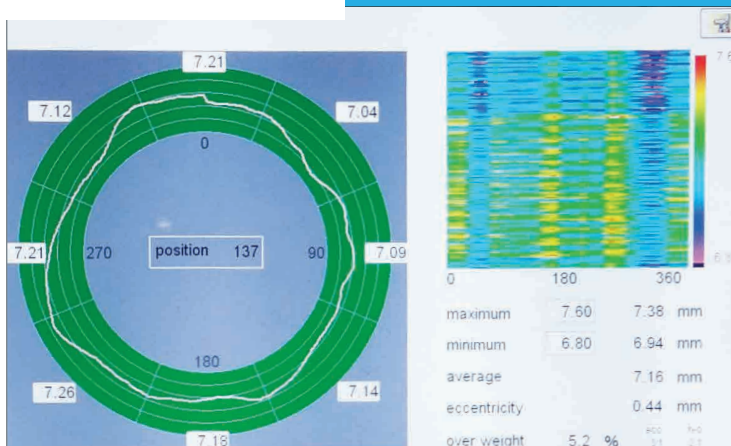 7.21
7.12
7.04
0
7.21
270
position 137
90
7.09
180
7.26
7.14
7.18
0 180 360
maximum 7.60 7.38 mm
minimum 6.80 6.94 mm
average 7.16 mm
eccentricity 0.44 mm
over weight 5.2 %